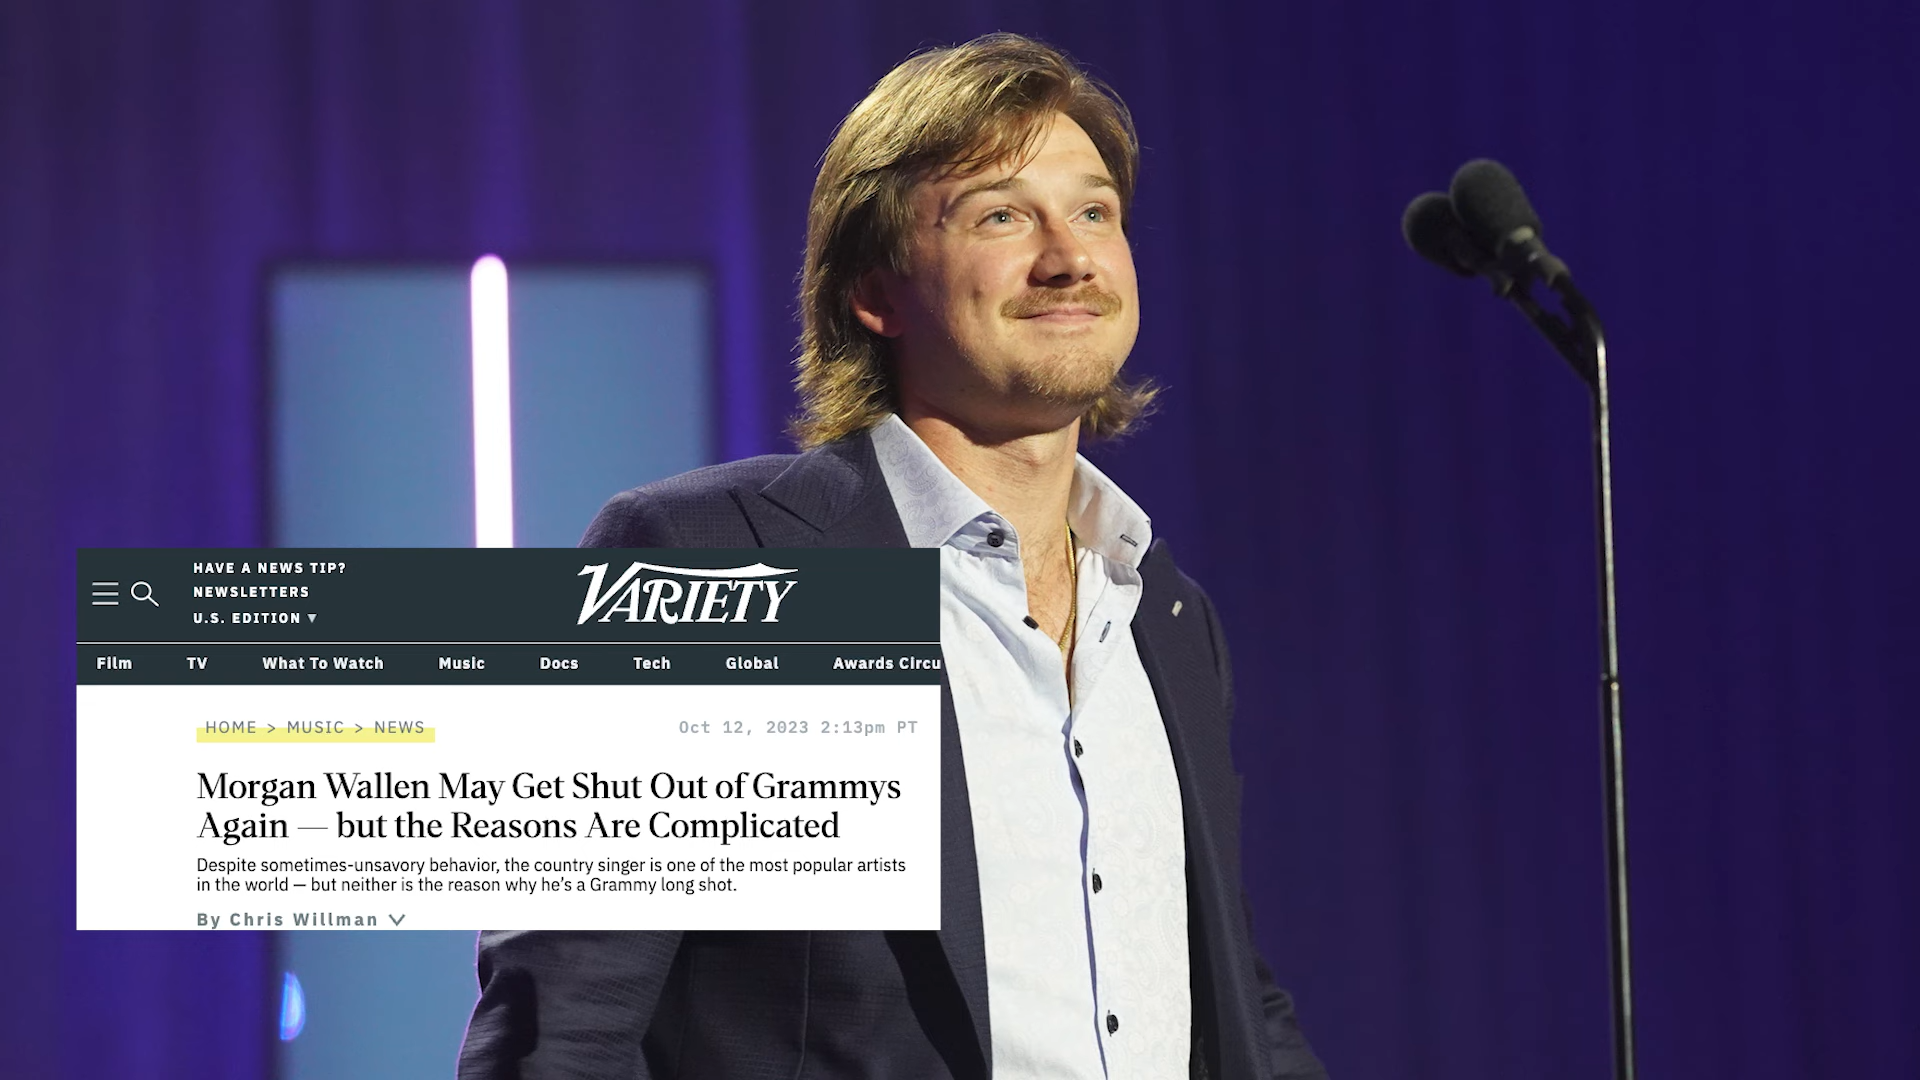 HAVE A NEWS TIP?
NEWSLETTERS
U.S. EDITION ▼
VARIETY
Film TV What To Watch Music Docs Tech Global Awards Circu
HOME > MUSIC > NEWS
Oct 12, 2023 2:13pm PT
Morgan Wallen May Get Shut Out of Grammys
Again — but the Reasons Are Complicated
Despite sometimes-unsavory behavior, the country singer is one of the most popular artists
in the world — but neither is the reason why he's a Grammy long shot.
By Chris Willman